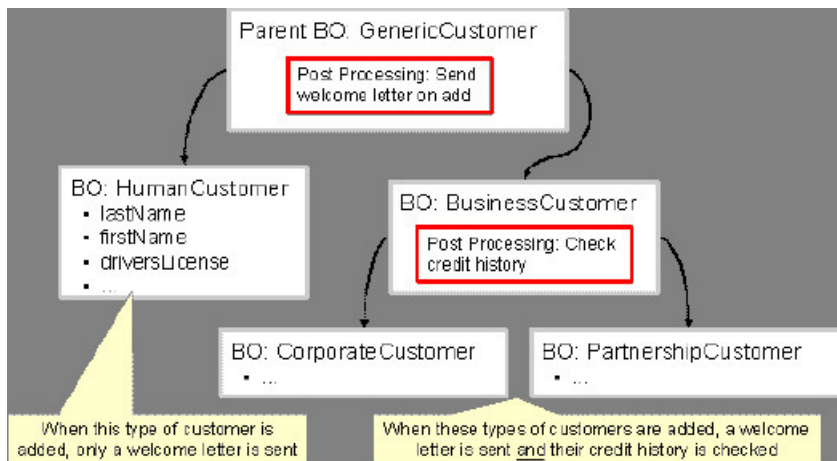 Parent BO: GenericCustomer
Post Processing: Send
welcome letter on add
BO: HumanCustomer
▪ lastName
▪ firstName
▪ driversLicense
▪ ...
BO: BusinessCustomer
Post Processing: Check
credit history
BO: CorporateCustomer
▪ ...
BO: PartnershipCustomer
▪ ...
When this type of customer is
added, only a welcome letter is sent
When these types of customers are added, a welcome
letter is sent and their credit history is checked